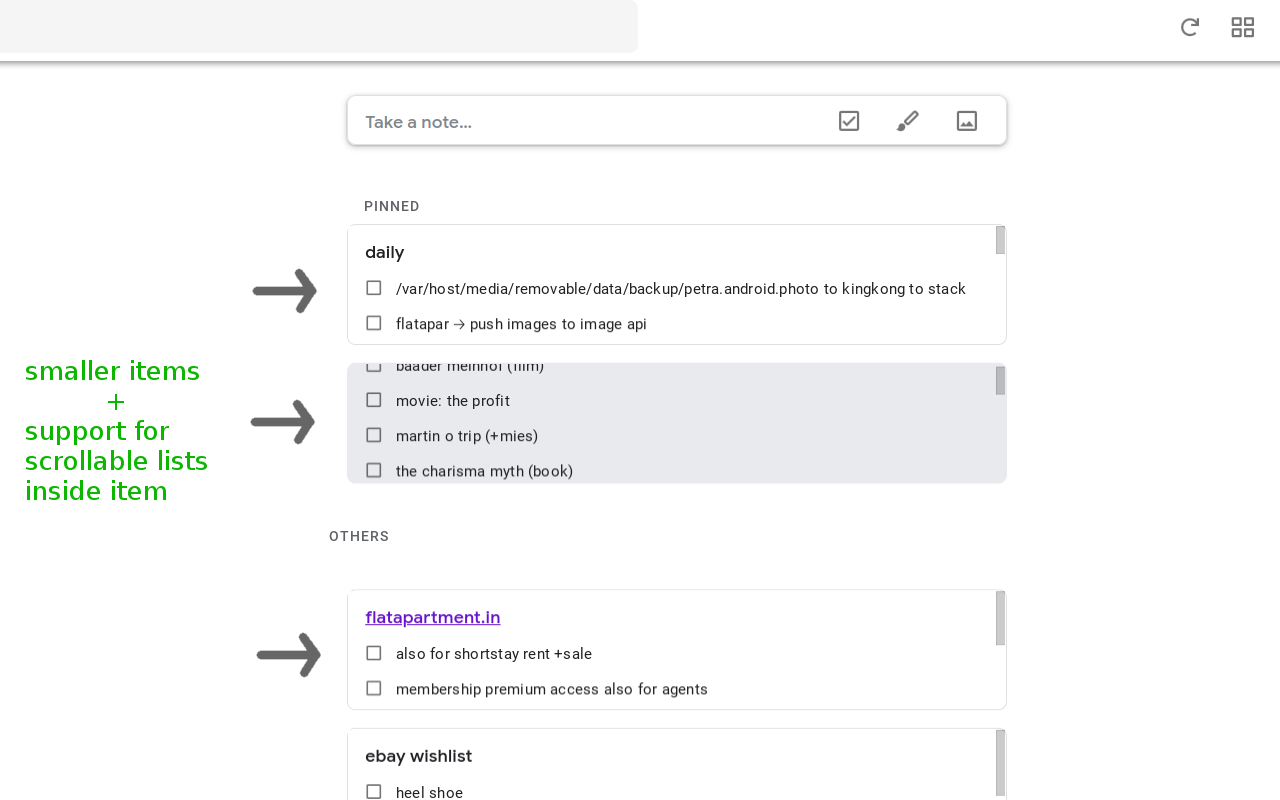 Take a note...
PINNED
daily
/var/host/media/removable/data/backup/petra.android.photo to kingkong to stack
flatapar → push images to image api
smaller items
+
support for
scrollable lists
inside item
baader meinhof (film)
movie: the profit
martin o trip (+mies)
the charisma myth (book)
OTHERS
flatapartment.in
also for shortstay rent +sale
membership premium access also for agents
ebay wishlist
heel shoe